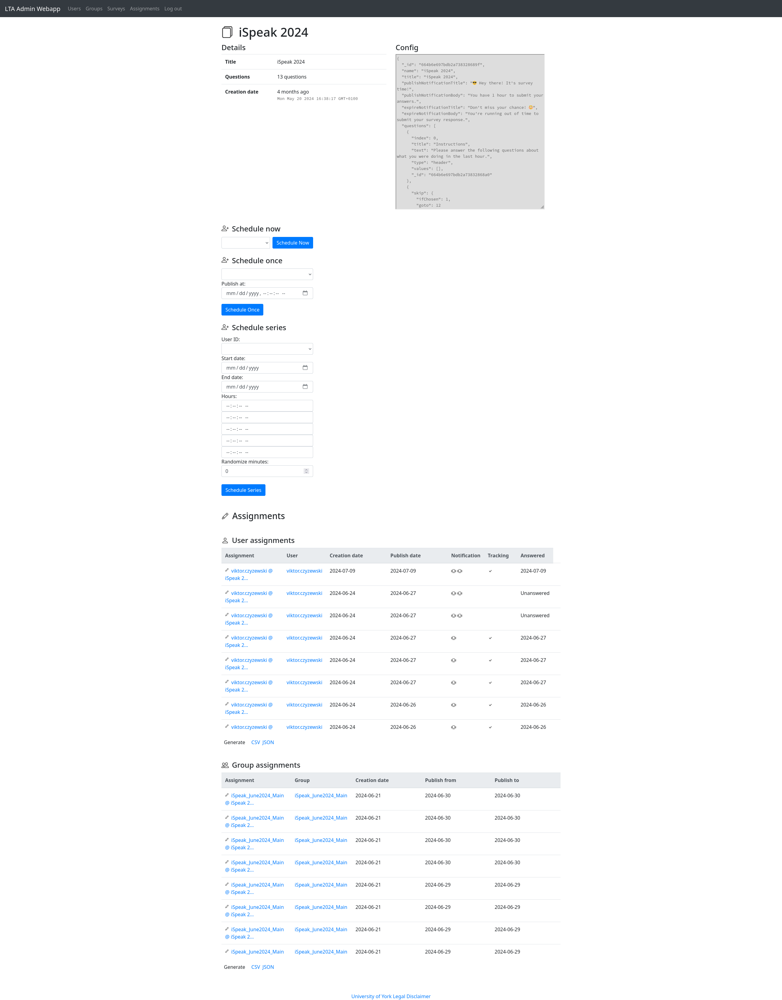 LTA Admin Webapp Users Groups Surveys Assignments Log out
iSpeak 2024
Details
Title iSpeak 2024
Questions 13 questions
Creation date 4 months ago
Mon May 20 2024 16:38:17 GMT+0100
Config
{
"_id": "664b6e697bdb2a738328689f",
"name": "iSpeak 2024",
"title": "iSpeak 2024",
"publishNotificationTitle": "😎 Hey there! It's survey
time!",
"publishNotificationBody": "You have 1 hour to submit your
answers.",
"expireNotificationTitle": "Don't miss your chance! 😳",
"expireNotificationBody": "You're running out of time to
submit your survey response.",
"questions": [
{
"index": 0,
"title": "Instructions",
"text": "Please answer the following questions about
what you were doing in the last hour.",
"type": "header",
"values": [],
"_id": "664b6e697bdb2a73832868a0"
},
{
"skip": {
"ifChosen": 1,
"goto": 12
Schedule now
Schedule Now
Schedule once
Publish at:
mm/dd/yyyy, --:--:-- --
Schedule Once
Schedule series
User ID:
Start date:
mm/dd/yyyy
End date:
mm/dd/yyyy
Hours:
--:--:-- --
--:--:-- --
--:--:-- --
--:--:-- --
--:--:-- --
Randomize minutes:
0
Schedule Series
Assignments
User assignments
Assignment User Creation date Publish date Notification Tracking Answered
viktor.czyzewski @ viktor.czyzewski 2024-07-09 2024-07-09 2024-07-09
iSpeak 2...
viktor.czyzewski @ viktor.czyzewski 2024-06-24 2024-06-27 Unanswered
iSpeak 2...
viktor.czyzewski @ viktor.czyzewski 2024-06-24 2024-06-27 Unanswered
iSpeak 2...
viktor.czyzewski @ viktor.czyzewski 2024-06-24 2024-06-27 2024-06-27
iSpeak 2...
viktor.czyzewski @ viktor.czyzewski 2024-06-24 2024-06-27 2024-06-27
iSpeak 2...
viktor.czyzewski @ viktor.czyzewski 2024-06-24 2024-06-27 2024-06-27
iSpeak 2...
viktor.czyzewski @ viktor.czyzewski 2024-06-24 2024-06-26 2024-06-26
iSpeak 2...
viktor.czyzewski @ viktor.czyzewski 2024-06-24 2024-06-26 2024-06-26
Generate CSV JSON
Group assignments
Assignment Group Creation date Publish from Publish to
iSpeak_June2024_Main iSpeak_June2024_Main 2024-06-21 2024-06-30 2024-06-30
@ iSpeak 2...
iSpeak_June2024_Main iSpeak_June2024_Main 2024-06-21 2024-06-30 2024-06-30
@ iSpeak 2...
iSpeak_June2024_Main iSpeak_June2024_Main 2024-06-21 2024-06-30 2024-06-30
@ iSpeak 2...
iSpeak_June2024_Main iSpeak_June2024_Main 2024-06-21 2024-06-30 2024-06-30
@ iSpeak 2...
iSpeak_June2024_Main iSpeak_June2024_Main 2024-06-21 2024-06-29 2024-06-29
@ iSpeak 2...
iSpeak_June2024_Main iSpeak_June2024_Main 2024-06-21 2024-06-29 2024-06-29
@ iSpeak 2...
iSpeak_June2024_Main iSpeak_June2024_Main 2024-06-21 2024-06-29 2024-06-29
@ iSpeak 2...
iSpeak_June2024_Main iSpeak_June2024_Main 2024-06-21 2024-06-29 2024-06-29
Generate CSV JSON
University of York Legal Disclaimer